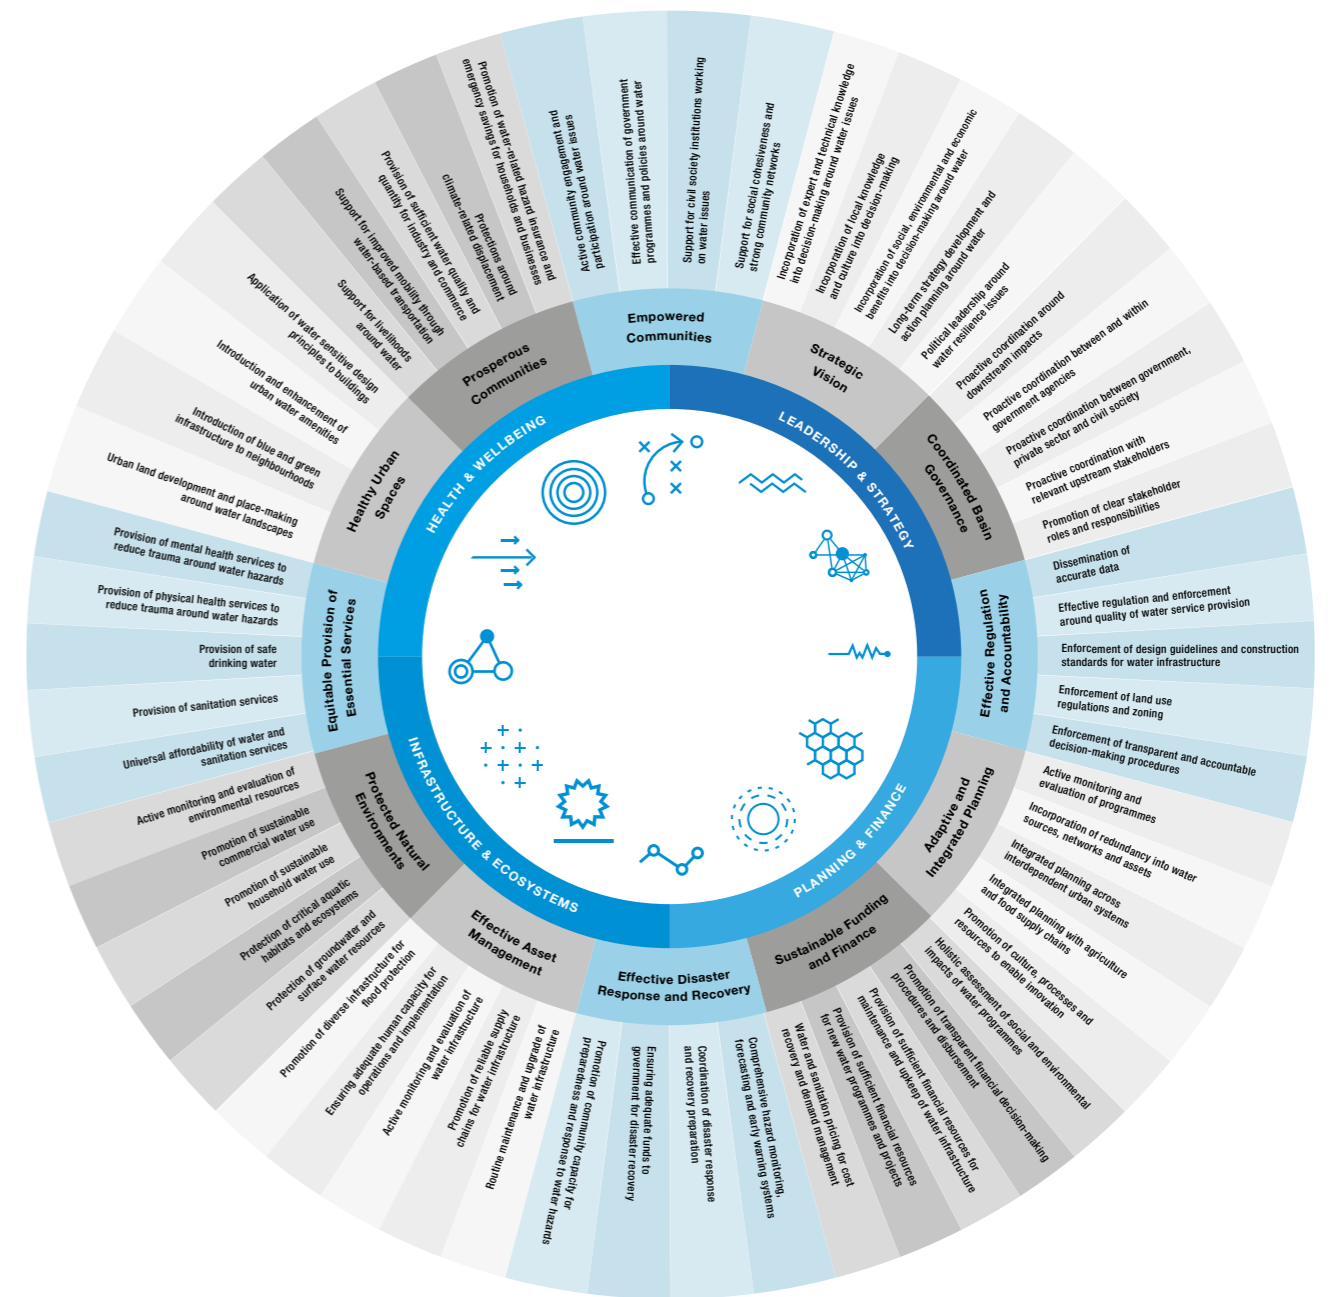 LEADERSHIP & STRATEGY
Empowered
Communities
Active community engagement and
participation around water issues
Effective communication of government
programmes and policies around water
Support for civil society institutions working
on water issues
Support for social cohesiveness and
strong community networks
Strategic
Vision
Incorporation of expert and technical knowledge
into decision-making around water issues
Incorporation of local knowledge
and culture into decision-making
Incorporation of social, environmental and economic
benefits into decision-making around water
Long-term strategy development and
action planning around water
Political leadership around
water resilience issues
Coordinated Basin
Governance
Proactive coordination around
downstream impacts
Proactive coordination between and within
government agencies
Proactive coordination between government,
private sector and civil society
Proactive coordination with
relevant upstream stakeholders
Promotion of clear stakeholder
roles and responsibilities
Effective Regulation
and Accountability
Dissemination of
accurate data
Effective regulation and enforcement
around quality of water service provision
Enforcement of design guidelines and construction
standards for water infrastructure
Enforcement of land use
regulations and zoning
Enforcement of transparent and accountable
decision-making procedures
PLANNING & FINANCE
Adaptive and
Integrated Planning
Active monitoring and
evaluation of programmes
Incorporation of redundancy into water
sources, networks and assets
Integrated planning across
interdependent urban systems
Integrated planning with agriculture
and food supply chains
Promotion of culture, processes and
resources to enable innovation
Sustainable Funding
and Finance
Holistic assessment of social and environmental
impacts of water programmes
Promotion of transparent financial decision-making
procedures and disbursement
Provision of sufficient financial resources for
maintenance and upkeep of water infrastructure
Provision of sufficient financial resources
for new water programmes and projects
Water and sanitation pricing for cost
recovery and demand management
Effective Disaster
Response and Recovery
Comprehensive hazard monitoring,
forecasting and early warning systems
Coordination of disaster response
and recovery preparation
Ensuring adequate funds to
government for disaster recovery
Promotion of community capacity for
preparedness and response to water hazards
INFRASTRUCTURE & ECOSYSTEMS
Effective Asset
Management
Routine maintenance and upgrade of
water infrastructure
Promotion of reliable supply
chains for water infrastructure
Active monitoring and evaluation of
water infrastructure
Ensuring adequate human capacity for
operations and implementation
Promotion of diverse infrastructure for
flood protection
Protected Natural
Environments
Protection of groundwater and
surface water resources
Protection of critical aquatic
habitats and ecosystems
Promotion of sustainable
household water use
Promotion of sustainable
commercial water use
Active monitoring and evaluation of
environmental resources
Equitable Provision of
Essential Services
Universal affordability of water and
sanitation services
Provision of sanitation services
Provision of safe
drinking water
Provision of physical health services to
reduce trauma around water hazards
Provision of mental health services to
reduce trauma around water hazards
HEALTH & WELLBEING
Healthy Urban
Spaces
Urban land development and place-making
around water landscapes
Introduction of blue and green
infrastructure to neighbourhoods
Introduction and enhancement of
urban water amenities
Application of water sensitive design
principles to buildings
Prosperous
Communities
Support for livelihoods
around water
Support for improved mobility through
water-based transportation
Provision of sufficient water quality and
quantity for industry and commerce
Protections around
climate-related displacement
Promotion of water-related hazard insurance and
emergency savings for households and businesses